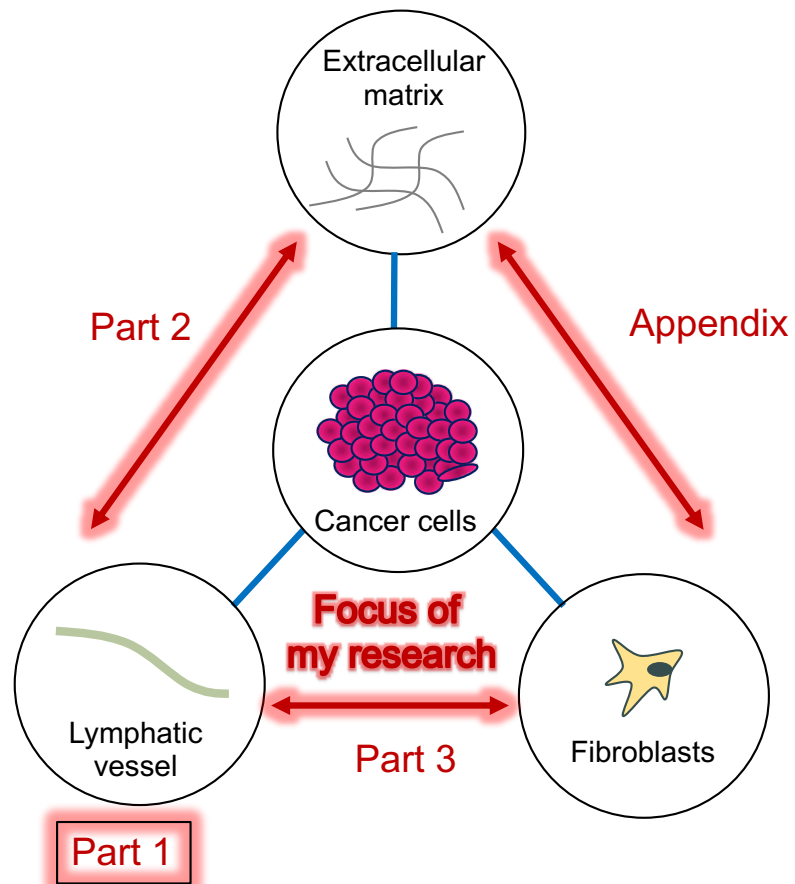 Extracellular
matrix
Part 2
Appendix
Cancer cells
Focus of
my research
Lymphatic
vessel
Part 3
Fibroblasts
Part 1